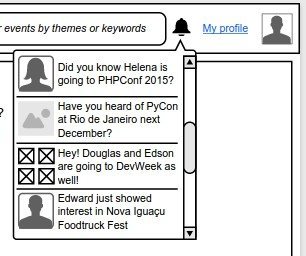 r events by themes or keywords
My profile
?
Did you know Helena is
going to PHPConf 2015?
Have you heard of PyCon
at Rio de Janeiro next
December?
Hey! Douglas and Edson
are going to DevWeek as
well!
Edward just showed
interest in Nova Iguaçu
Foodtruck Fest